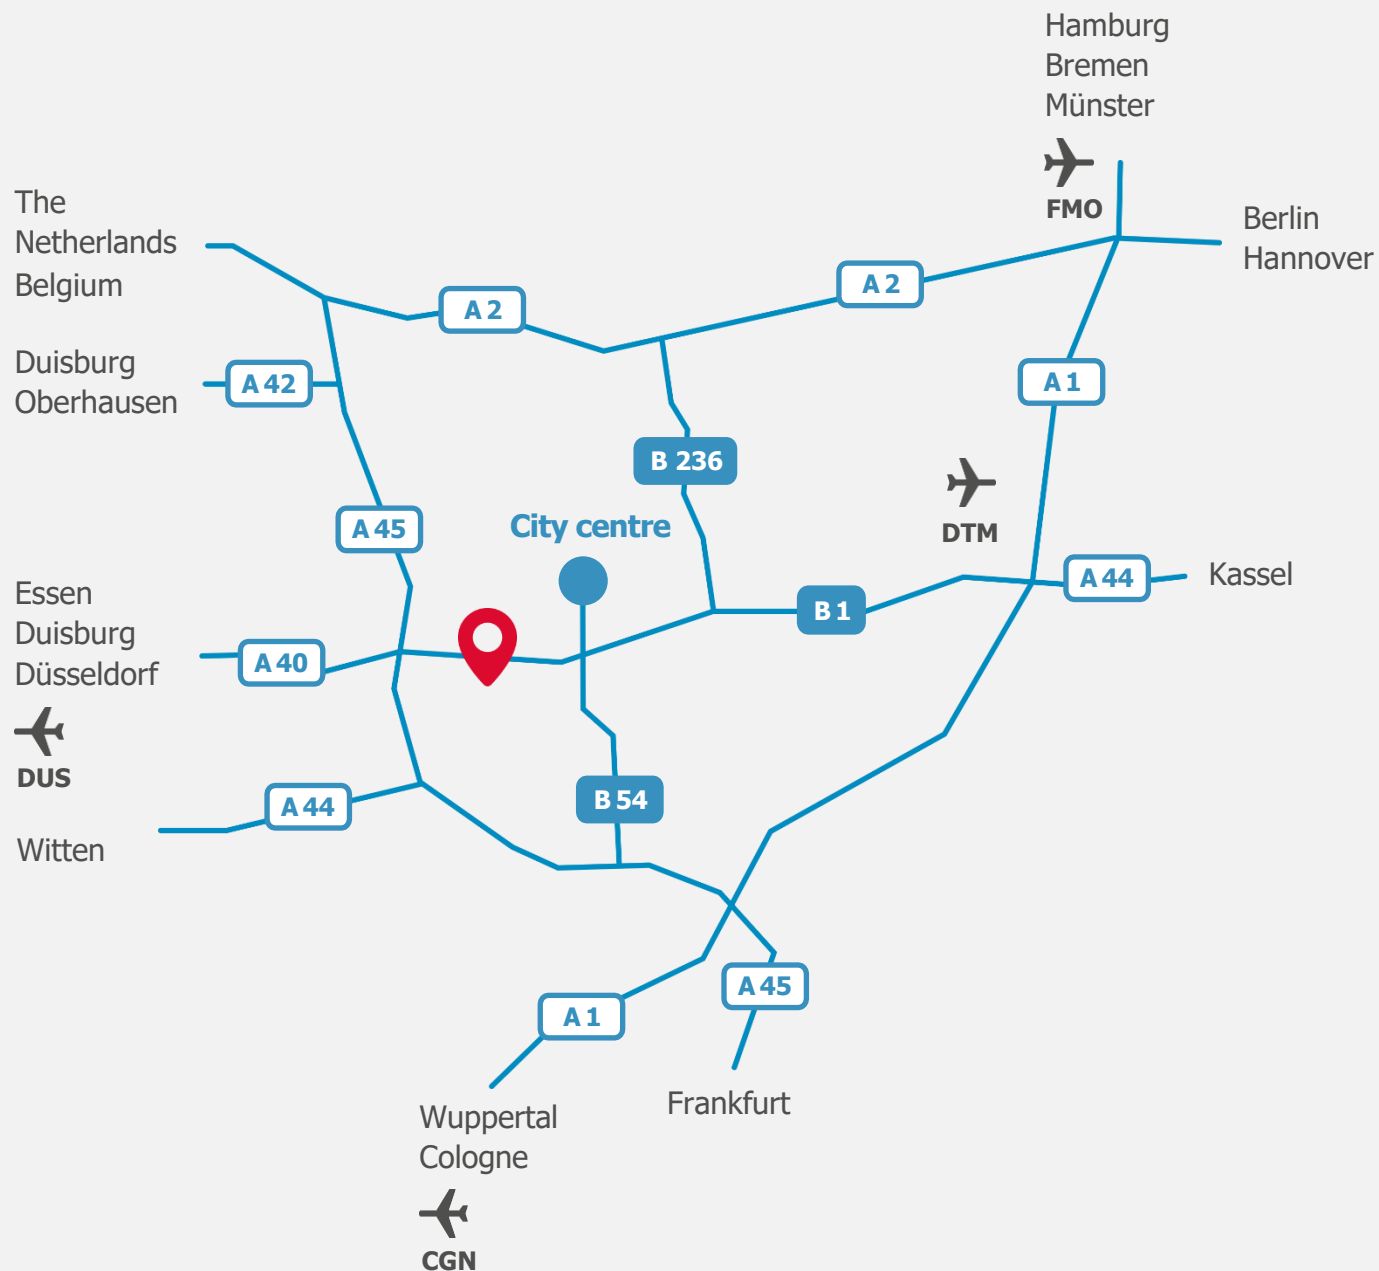 Hamburg
Bremen
Münster
FMO
The
Netherlands
Belgium
Berlin
Hannover
A 2
A 2
Duisburg
Oberhausen
A 42
A 1
B 236
A 45
City centre
DTM
A 44
Kassel
Essen
Duisburg
Düsseldorf
A 40
B 1
DUS
A 44
B 54
Witten
A 45
A 1
Frankfurt
Wuppertal
Cologne
CGN